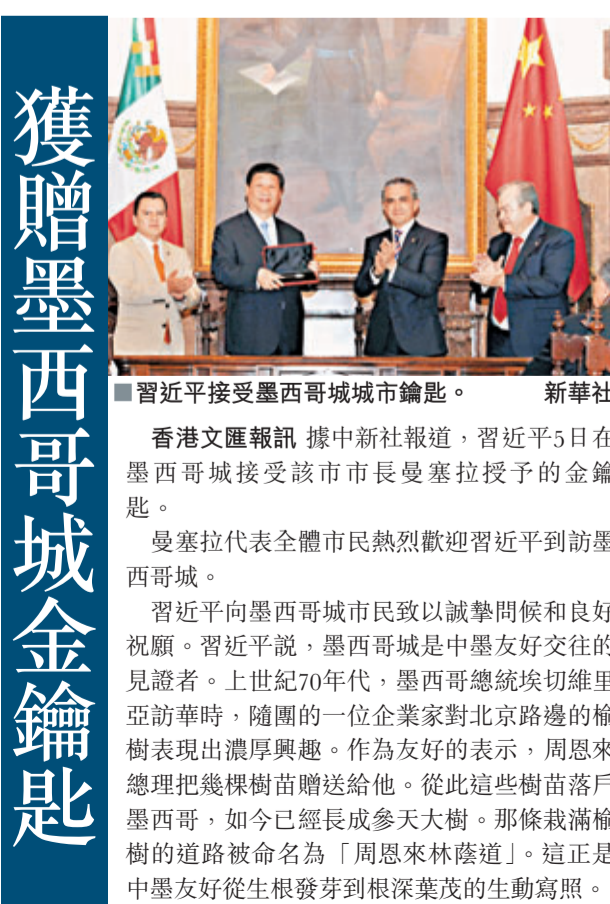 獲贈墨西哥城金鑰匙
■習近平接受墨西哥城城市鑰匙。 新華社
香港文匯報訊 據中新社報道，習近平5日在
墨西哥城接受該市市長曼塞拉授予的金鑰
匙。
曼塞拉代表全體市民熱烈歡迎習近平到訪墨
西哥城。
習近平向墨西哥城市民致以誠摯問候和良好
祝願。習近平説，墨西哥城是中墨友好交往的
見證者。上世紀70年代，墨西哥總統埃切維里
亞訪華時，隨團的一位企業家對北京路邊的榆
樹表現出濃厚興趣。作為友好的表示，周恩來
總理把幾棵樹苗贈送給他。從此這些樹苗落戶
墨西哥，如今已經長成參天大樹。那條栽滿榆
樹的道路被命名為「周恩來林蔭道」。這正是
中墨友好從生根發芽到根深葉茂的生動寫照。